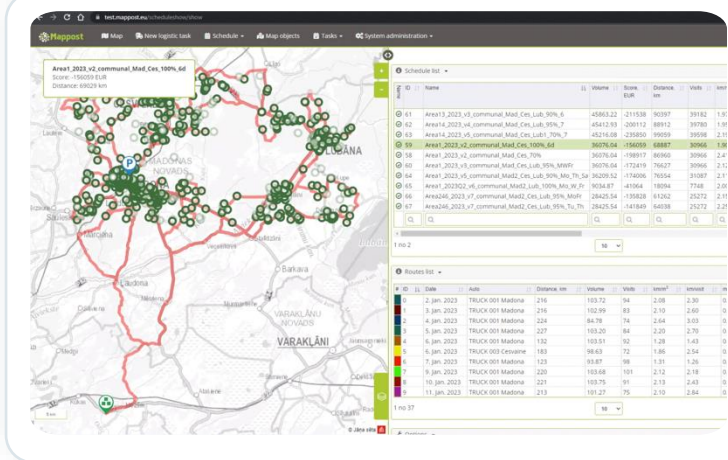 test.mappost.eu/scheduleshow/show
Mappost
Map
New logistic task
Schedule
Map objects
Tasks
System administration
Area1_2023_v2_communal_Mad_Ces_100%_6d
Score: -156059 EUR
Distance: 69029 km
MADONAS
NOVADS
LUBĀNA
Barkava
VARAKĻĀNU
NOVADS
VARAKĻĀNI
Ļaudona
© Jāņa sēta
Schedule list
ID Name Volume Score, EUR Distance, km Visits
61 Area13_2023_v3_communal_Mad_Ces_Lub_90%_6 45863.22 -211538 90397 39182
62 Area14_2023_v4_communal_Mad_Ces_Lub_95%_7 45412.93 -200112 88912 39780
63 Area15_2023_v5_communal_Mad_Ces_Lub1_70%_7 45216.08 -235850 99059 39598
59 Area1_2023_v2_communal_Mad_Ces_100%_6d 36076.04 -156059 68887 30966
58 Area1_2023_v2_communal_Mad_Ces_70% 36076.04 -198917 86960 30966
60 Area1_2023_v3_communal_Mad_Ces_Lub_95%_MWFr 36076.04 -172419 76627 30966
64 Area1_2023_v5_communal_Mad2_Ces_Lub_90%_Mo_Th_Sa 36209.52 -174006 76554 31087
65 Area1_2023Q2_v6_communal_Mad2_Lub_100%_Mo_W_Fr 9034.87 -41064 18094 7748
66 Area246_2023_v7_communal_Mad2_Ces_Lub_95%_MoFr 28425.54 -135828 61262 25272
67 Area246_2023_v7_communal_Mad2_Ces_Lub_95%_Tu_Th 28425.54 -141849 64038 25272
1 no 2
10
Routes list
# ID Date Auto Distance, km Volume Visits km/m³ km/visit
0 2. Jan. 2023 TRUCK 001 Madona 216 103.72 94 2.08 2.30
1 3. Jan. 2023 TRUCK 001 Madona 216 102.99 83 2.10 2.60
2 4. Jan. 2023 TRUCK 001 Madona 224 84.78 74 2.64 3.03
3 5. Jan. 2023 TRUCK 001 Madona 227 103.20 84 2.20 2.70
4 6. Jan. 2023 TRUCK 001 Madona 132 103.51 92 1.28 1.43
5 6. Jan. 2023 TRUCK 003 Cesvaine 183 98.63 72 1.86 2.54
6 7. Jan. 2023 TRUCK 001 Madona 123 93.87 98 1.31 1.26
7 9. Jan. 2023 TRUCK 001 Madona 220 103.68 101 2.12 2.18
8 10. Jan. 2023 TRUCK 001 Madona 221 103.75 91 2.13 2.43
9 11. Jan. 2023 TRUCK 001 Madona 213 101.27 75 2.10 2.84
1 no 37
10